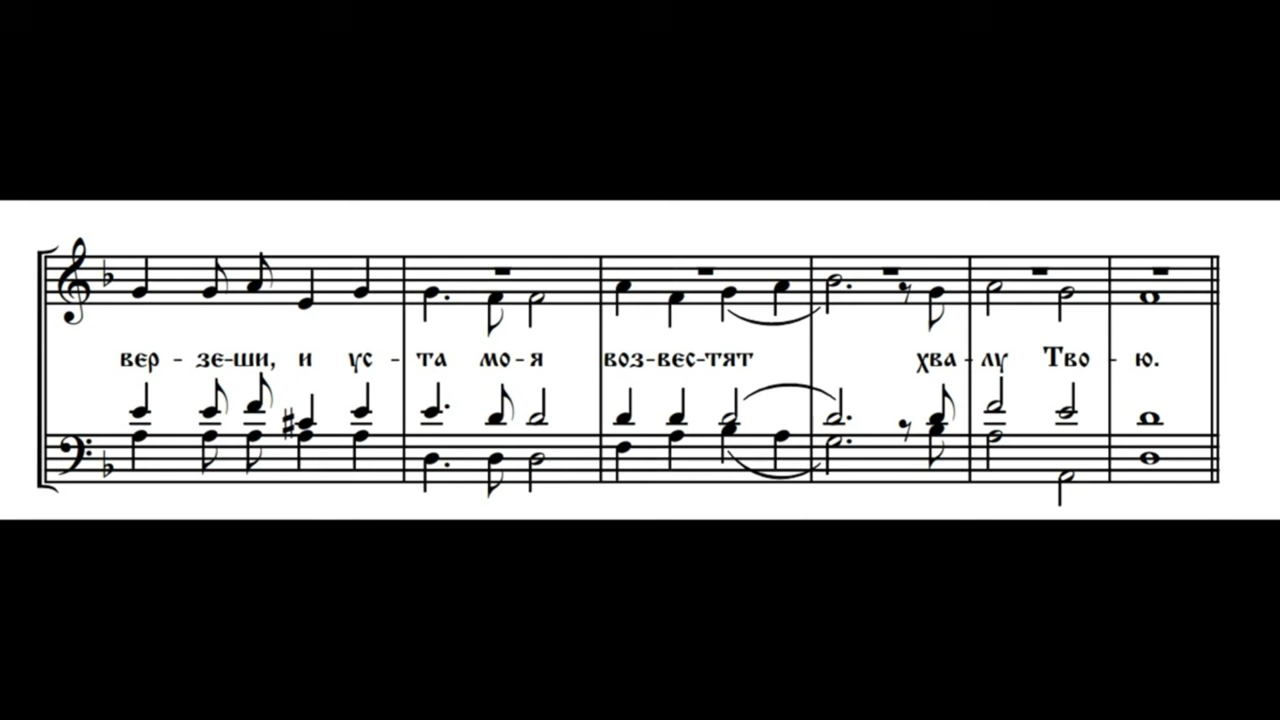 вер - зе-ши, и ус - та мо-я воз-вес-тят хва-лу Тво - ю.